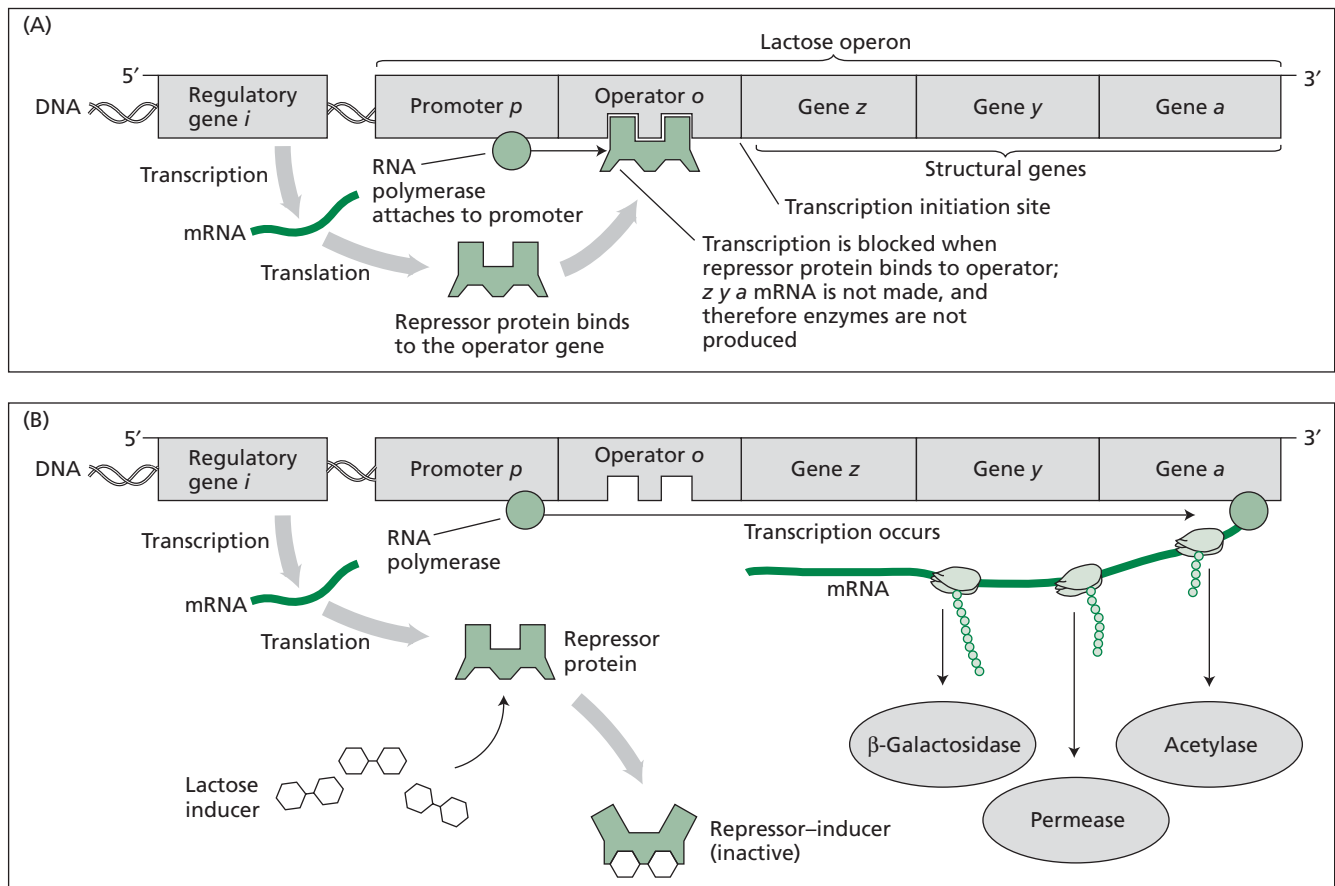 (A)
Lactose operon
5′
3′
DNA
Regulatory
gene i
Promoter p
Operator o
Gene z
Gene y
Gene a
Structural genes
Transcription
RNA
polymerase
attaches to promoter
Transcription initiation site
mRNA
Translation
Transcription is blocked when
repressor protein binds to operator;
z y a mRNA is not made, and
therefore enzymes are not
produced
Repressor protein binds
to the operator gene
(B)
5′
3′
DNA
Regulatory
gene i
Promoter p
Operator o
Gene z
Gene y
Gene a
Transcription
RNA
polymerase
Transcription occurs
mRNA
mRNA
Translation
Repressor
protein
β-Galactosidase
Acetylase
Permease
Lactose
inducer
Repressor–inducer
(inactive)